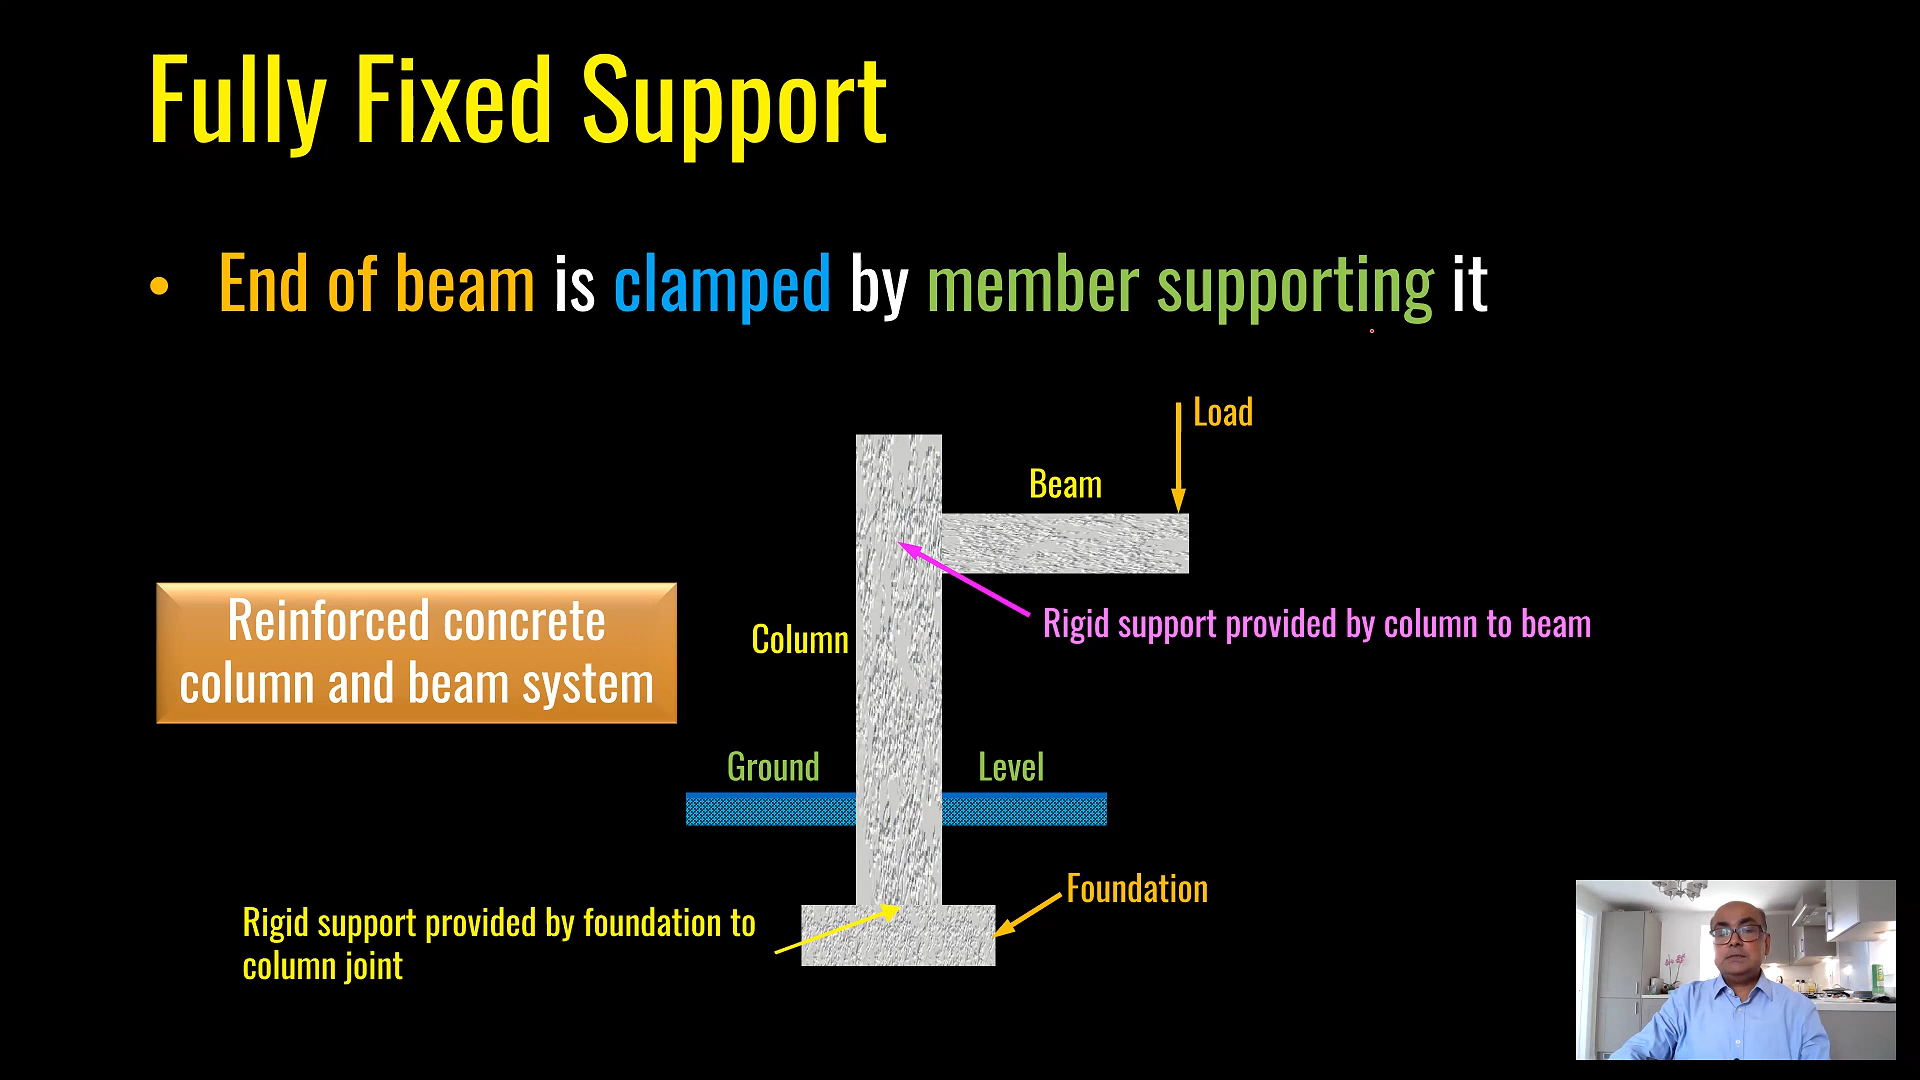 Fully Fixed Support
• End of beam is clamped by member supporting it
Load
Beam
Rigid support provided by column to beam
Reinforced concrete
column and beam system
Column
Ground
Level
Foundation
Rigid support provided by foundation to
column joint